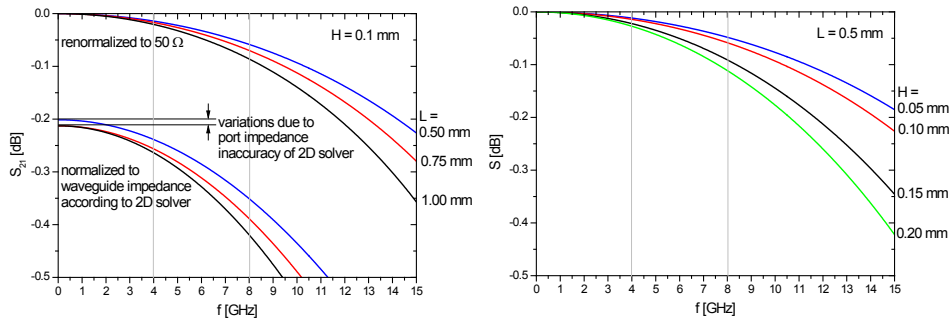 0.0
-0.1
-0.2
-0.3
-0.4
-0.5
S21 [dB]
renormalized to 50 Ω
H = 0.1 mm
variations due to
port impedance
inaccuracy of 2D solver
normalized to
waveguide impedance
according to 2D solver
L =
0.50 mm
0.75 mm
1.00 mm
0 1 2 3 4 5 6 7 8 9 10 11 12 13 14 15
f [GHz]
0.0
-0.1
-0.2
-0.3
-0.4
-0.5
S [dB]
L = 0.5 mm
H =
0.05 mm
0.10 mm
0.15 mm
0.20 mm
0 1 2 3 4 5 6 7 8 9 10 11 12 13 14 15
f [GHz]